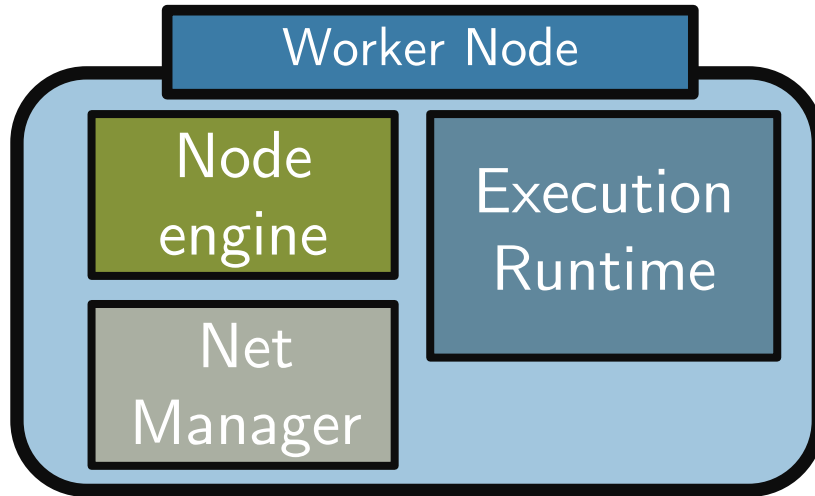 Worker Node
Node
engine
Execution
Runtime
Net
Manager